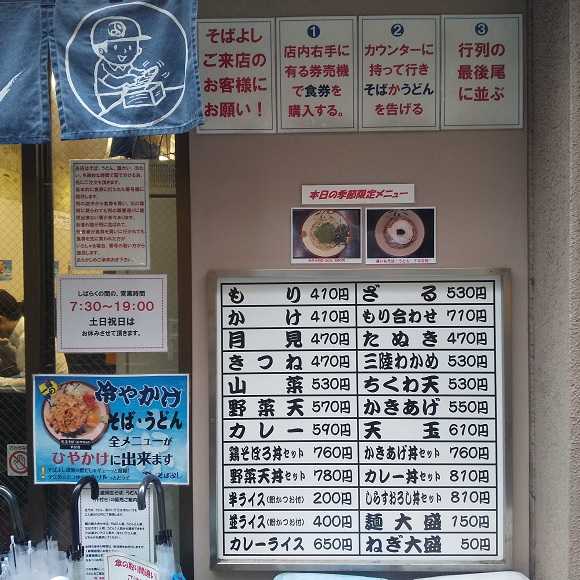 そばよし
ご来店の
お客様に
お願い！
①
店内右手に
有る券売機
で食券を
購入する。
②
カウンターに
持って行き
そばかうどん
を告げる
③
行列の
最後尾
に並ぶ
本日の季節限定メニュー
しばらくの間の、営業時間
7:30～19:00
土日祝日は
お休みさせて頂きます。
冷やかけ
そば・うどん
全メニューが
ひやかけに出来ます
そばよし
もり 410円
かけ 410円
月見 470円
きつね 470円
山菜 530円
野菜天 570円
カレー 590円
鶏そぼろ丼セット 760円
野菜天丼セット 780円
半ライス(粉かつお付) 200円
並ライス(粉かつお付) 400円
カレーライス 650円
ざる 530円
もり合わせ 710円
たぬき 470円
三陸わかめ 530円
ちくわ天 530円
かきあげ 550円
天玉 610円
かきあげ丼セット 760円
カレー丼セット 810円
しらすおろし丼セット 810円
麺大盛 150円
ねぎ大盛 50円